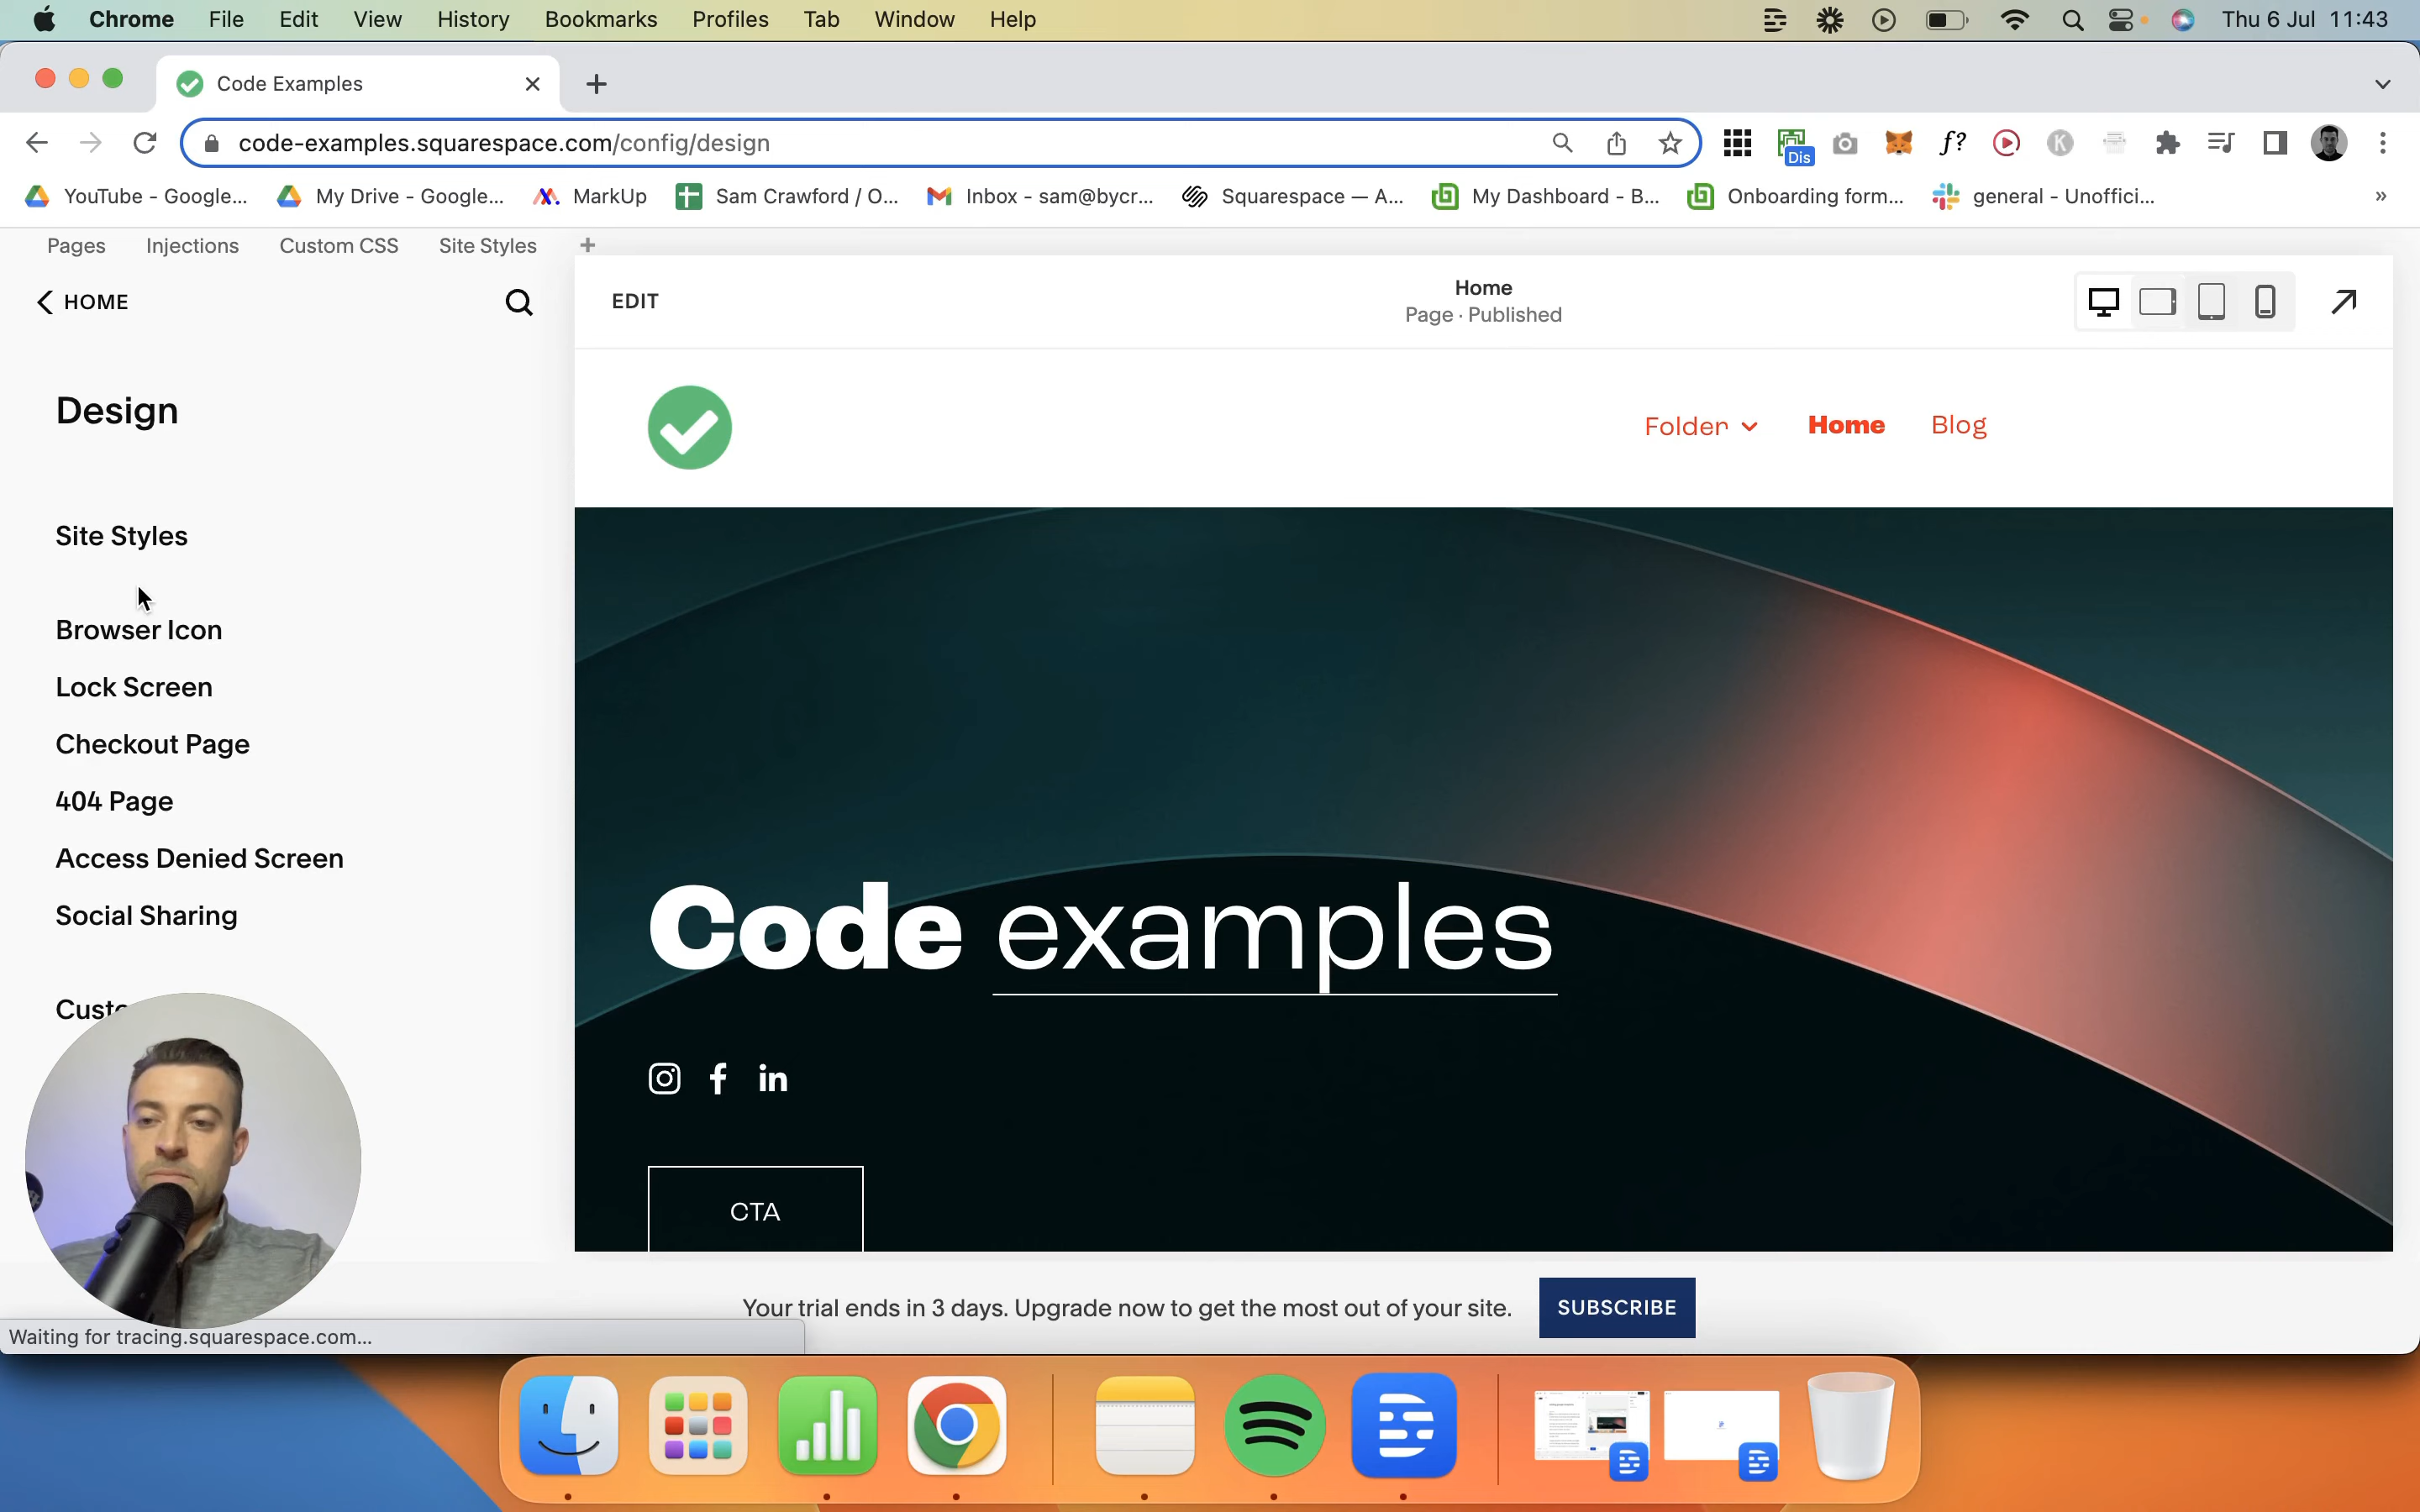 Chrome File Edit View History Bookmarks Profiles Tab Window Help Thu 6 Jul 11:43
Code Examples
code-examples.squarespace.com/config/design
f?
Dis
K
YouTube - Google... My Drive - Google... MarkUp Sam Crawford / O... Inbox - sam@bycr... Squarespace — A... My Dashboard - B... Onboarding form... general - Unoffici... »
Pages Injections Custom CSS Site Styles +
HOME
EDIT
Home
Page · Published
Design
Folder Home Blog
Site Styles
Browser Icon
Lock Screen
Checkout Page
404 Page
Access Denied Screen
Social Sharing
Code examples
CTA
Your trial ends in 3 days. Upgrade now to get the most out of your site. SUBSCRIBE
Waiting for tracing.squarespace.com...